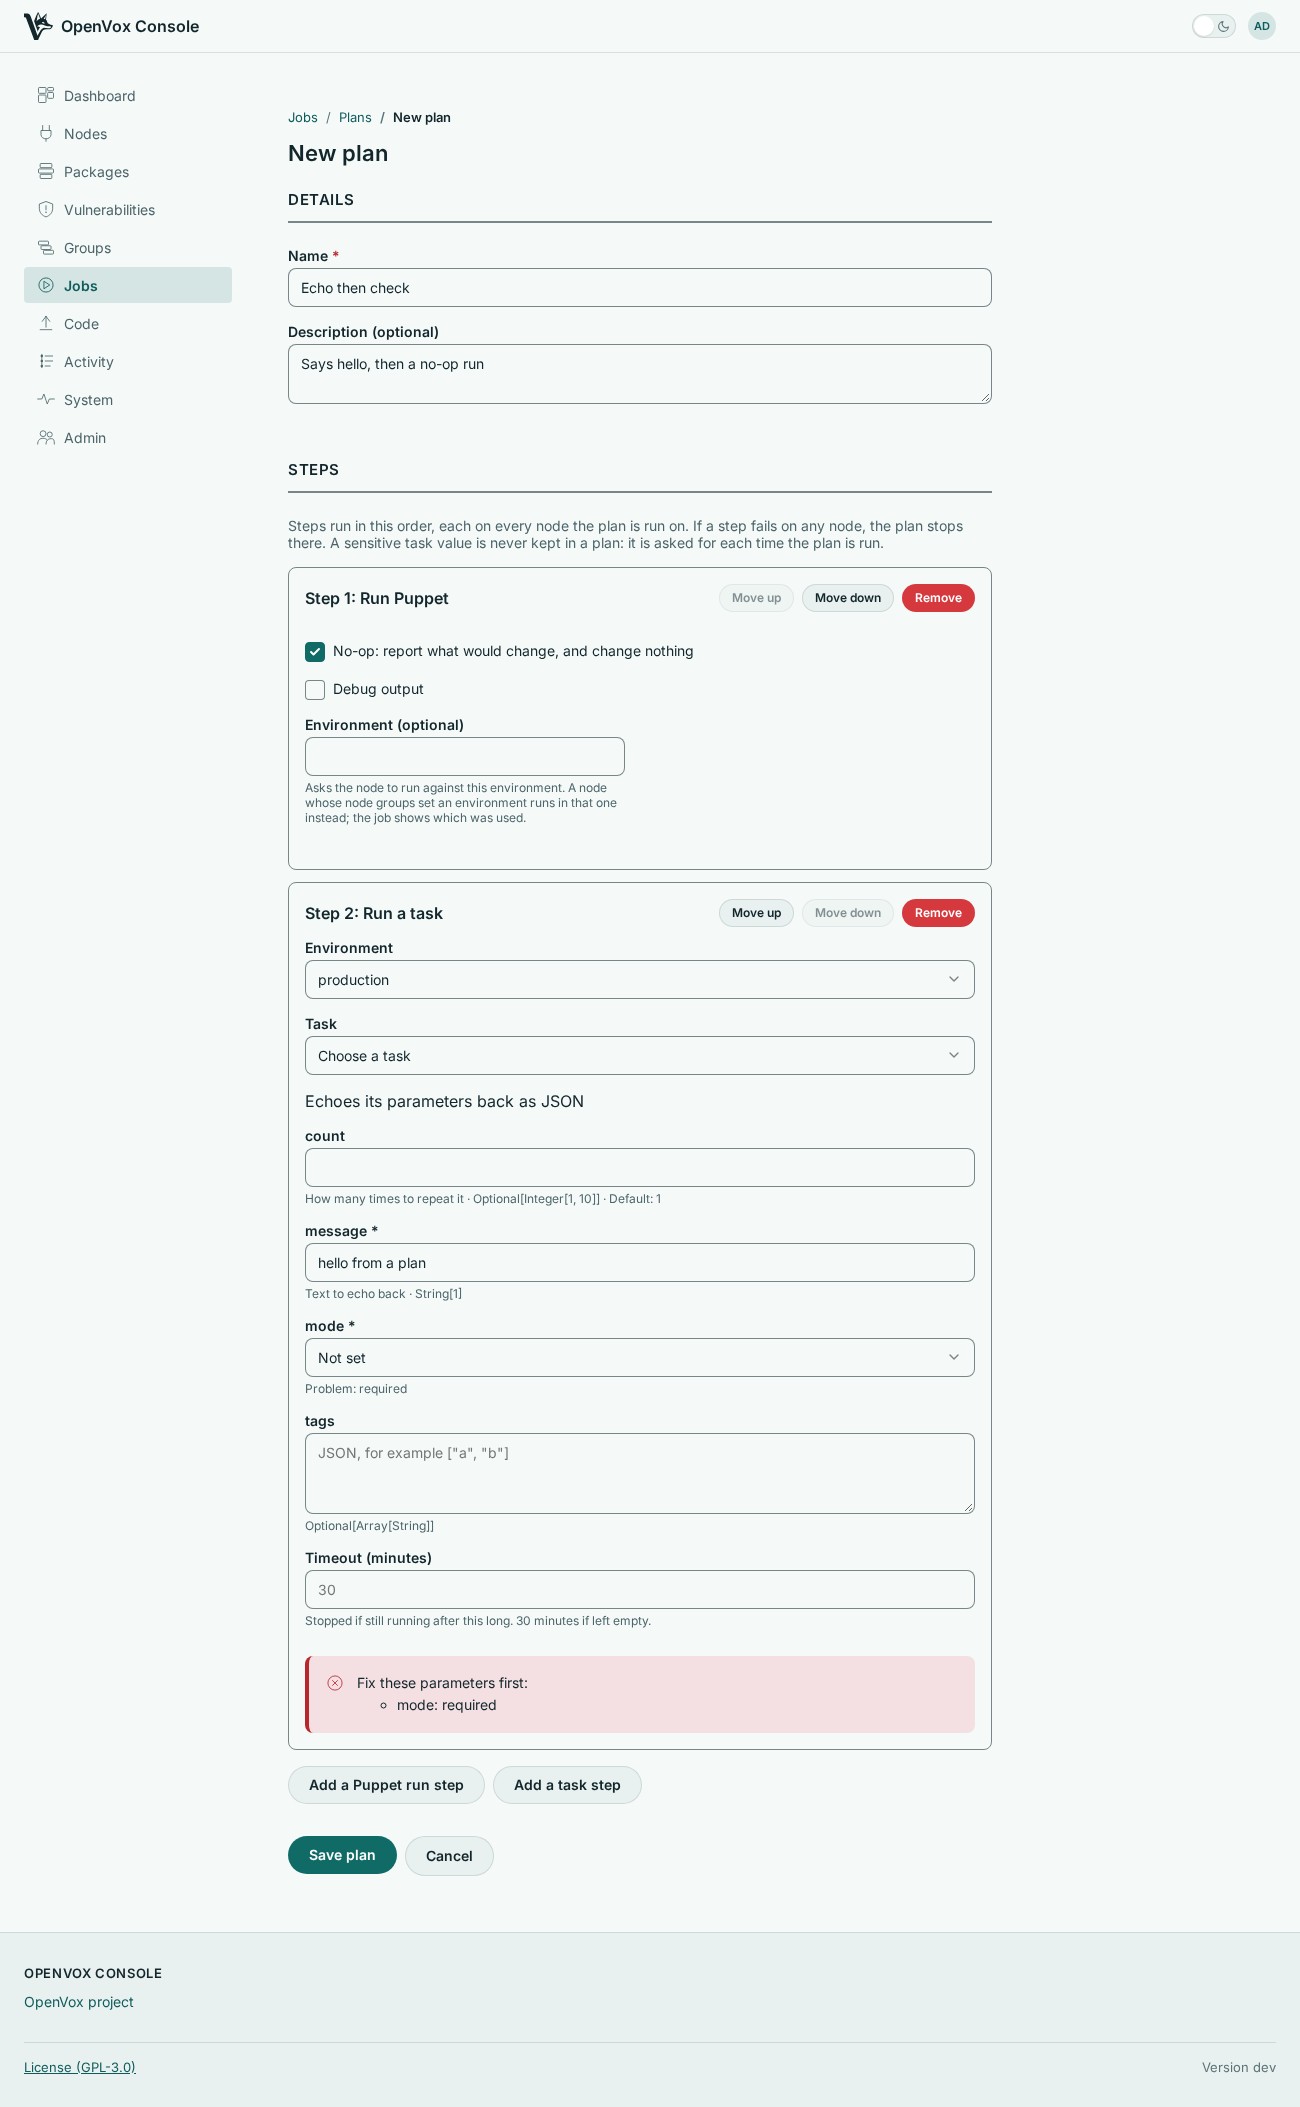 OpenVox Console
AD
Dashboard
Nodes
Packages
Vulnerabilities
Groups
Jobs
Code
Activity
System
Admin
Jobs / Plans / New plan
New plan
DETAILS
Name *
Echo then check
Description (optional)
Says hello, then a no-op run
STEPS
Steps run in this order, each on every node the plan is run on. If a step fails on any node, the plan stops
there. A sensitive task value is never kept in a plan: it is asked for each time the plan is run.
Step 1: Run Puppet
Move up
Move down
Remove
No-op: report what would change, and change nothing
Debug output
Environment (optional)
Asks the node to run against this environment. A node
whose node groups set an environment runs in that one
instead; the job shows which was used.
Step 2: Run a task
Move up
Move down
Remove
Environment
production
Task
Choose a task
Echoes its parameters back as JSON
count
How many times to repeat it · Optional[Integer[1, 10]] · Default: 1
message *
hello from a plan
Text to echo back · String[1]
mode *
Not set
Problem: required
tags
JSON, for example ["a", "b"]
Optional[Array[String]]
Timeout (minutes)
30
Stopped if still running after this long. 30 minutes if left empty.
Fix these parameters first:
mode: required
Add a Puppet run step
Add a task step
Save plan
Cancel
OPENVOX CONSOLE
OpenVox project
License (GPL-3.0)
Version dev